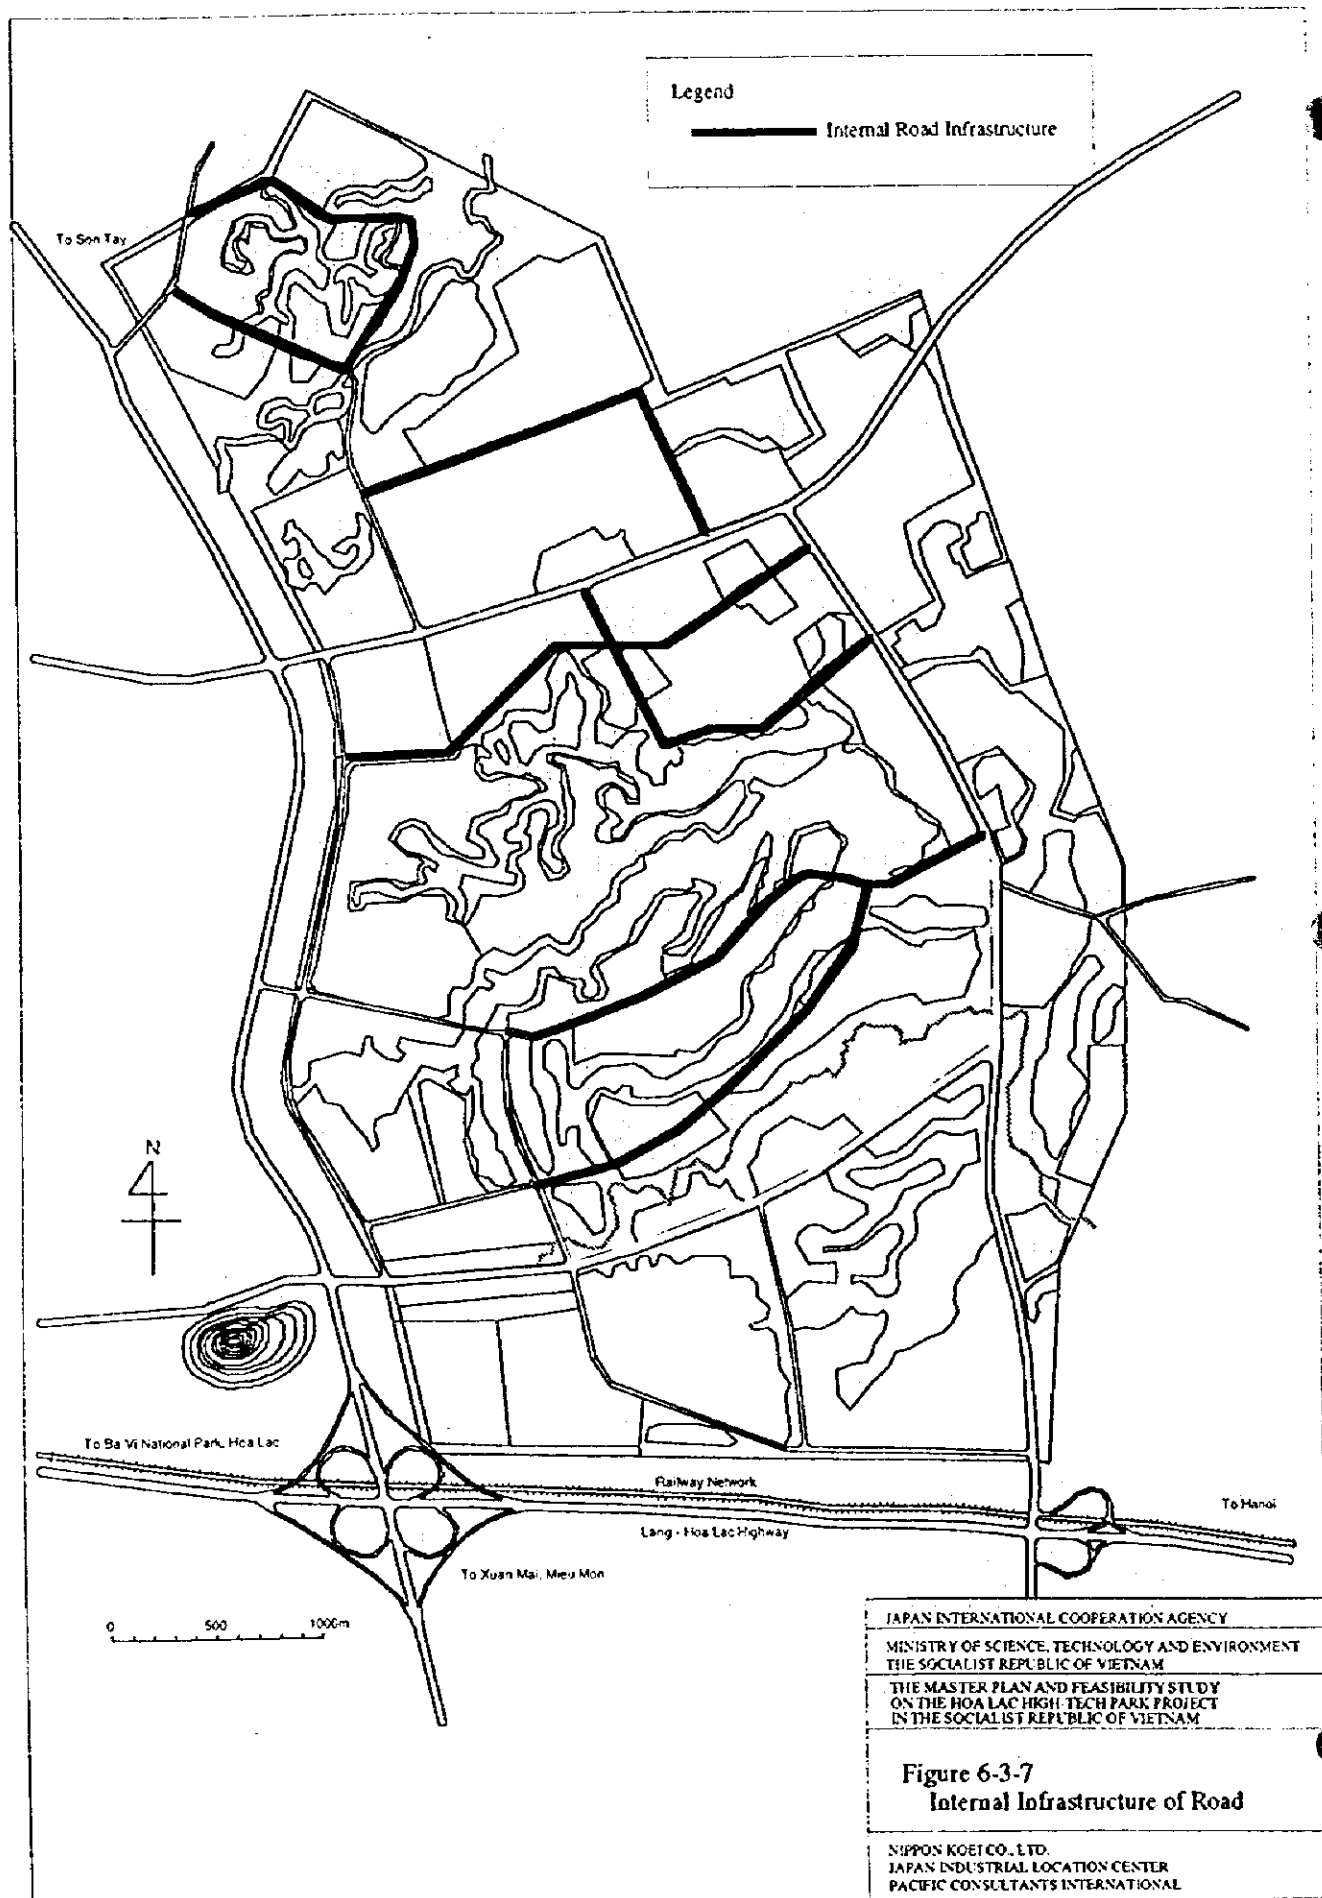 Legend
Internal Road Infrastructure
To Son Tay
N
To Ba Vi National Park, Hoa Lac
Railway Network
To Hanoi
Lang - Hoa Lac Highway
To Xuan Mai, Mieu Mon
0 500 1000m
JAPAN INTERNATIONAL COOPERATION AGENCY
MINISTRY OF SCIENCE, TECHNOLOGY AND ENVIRONMENT
THE SOCIALIST REPUBLIC OF VIETNAM
THE MASTER PLAN AND FEASIBILITY STUDY
ON THE HOA LAC HIGH-TECH PARK PROJECT
IN THE SOCIALIST REPUBLIC OF VIETNAM
Figure 6-3-7
Internal Infrastructure of Road
NIPPON KOEI CO., LTD.
JAPAN INDUSTRIAL LOCATION CENTER
PACIFIC CONSULTANTS INTERNATIONAL